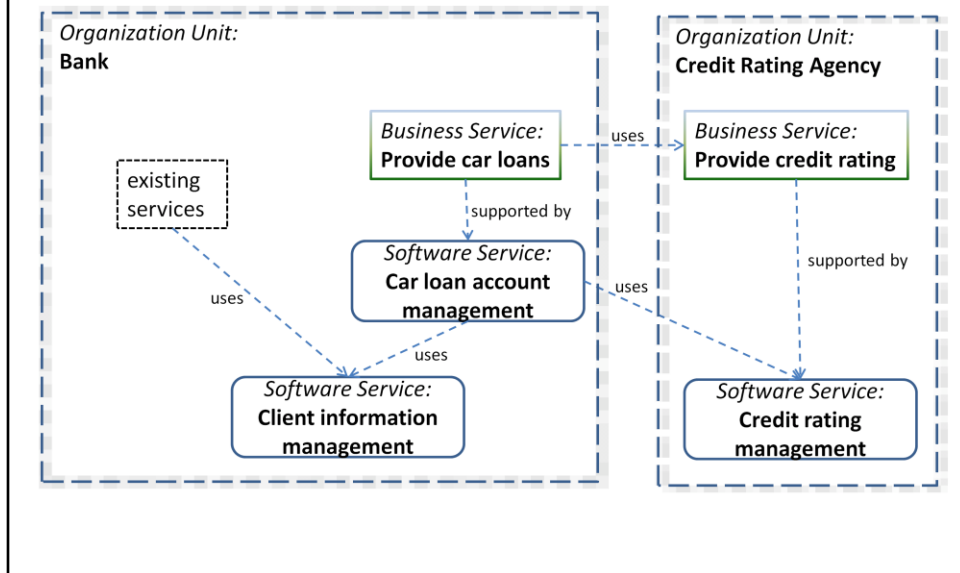 Organization Unit:
Bank
Organization Unit:
Credit Rating Agency
Business Service:
Provide car loans
uses
Business Service:
Provide credit rating
existing
services
supported by
Software Service:
Car loan account
management
uses
supported by
uses
uses
Software Service:
Client information
management
Software Service:
Credit rating
management